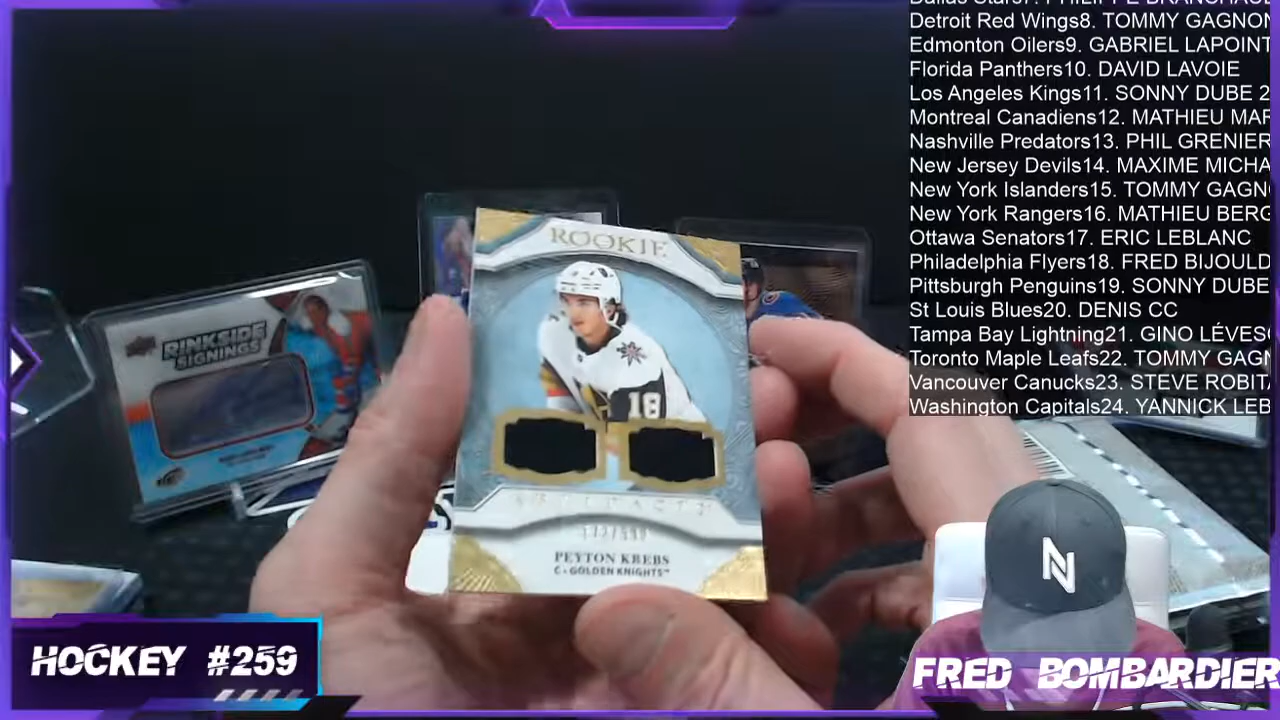 Detroit Red Wings8. TOMMY GAGNON
Edmonton Oilers9. GABRIEL LAPOINT
Florida Panthers10. DAVID LAVOIE
Los Angeles Kings11. SONNY DUBE 2
Montreal Canadiens12. MATHIEU MAR
Nashville Predators13. PHIL GRENIER
New Jersey Devils14. MAXIME MICHA
New York Islanders15. TOMMY GAGN
New York Rangers16. MATHIEU BERG
Ottawa Senators17. ERIC LEBLANC
Philadelphia Flyers18. FRED BIJOULD
Pittsburgh Penguins19. SONNY DUBE
St Louis Blues20. DENIS CC
Tampa Bay Lightning21. GINO LÉVESC
Toronto Maple Leafs22. TOMMY GAGN
Vancouver Canucks23. STEVE ROBIT
Washington Capitals24. YANNICK LEB
ROOKIE
18
ARTIFACTS
PEYTON KREBS
C • GOLDEN KNIGHTS™
RINKSIDE
SIGNINGS
N
HOCKEY #259
FRED BOMBARDIER